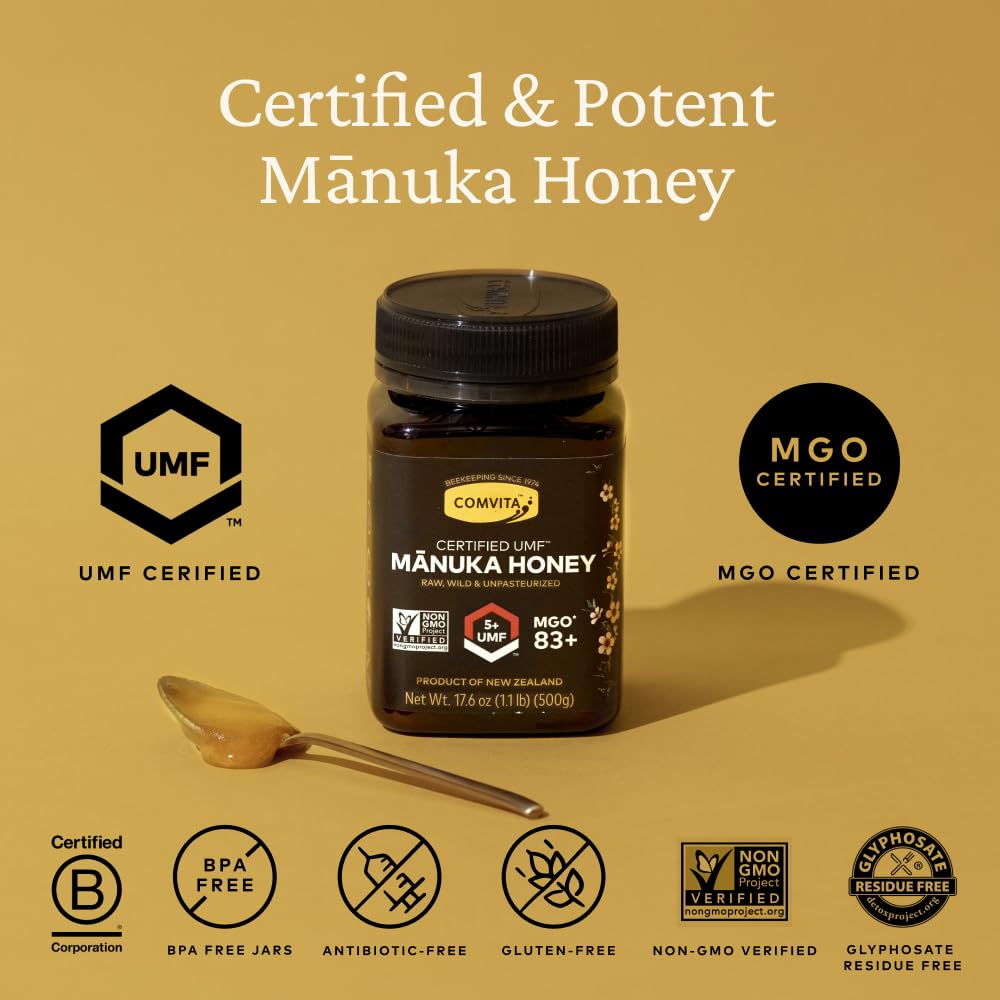 Certified & Potent
Mānuka Honey
UMF
TM
UMF CERIFIED
MGO
CERTIFIED
MGO CERTIFIED
BEEKEEPING SINCE 1974
COMVITA™
CERTIFIED UMF™
MĀNUKA HONEY
RAW, WILD & UNPASTEURIZED
NON
GMO
Project
VERIFIED
nongmoproject.org
5+
UMF
TM
MGO*
83+
PRODUCT OF NEW ZEALAND
Net Wt. 17.6 oz (1.1 lb) (500g)
Certified
B
®
Corporation
BPA
FREE
BPA FREE JARS
ANTIBIOTIC-FREE
GLUTEN-FREE
NON
GMO
Project
VERIFIED
nongmoproject.org
NON-GMO VERIFIED
GLYPHOSATE
®
RESIDUE FREE
detoxproject.org
GLYPHOSATE
RESIDUE FREE